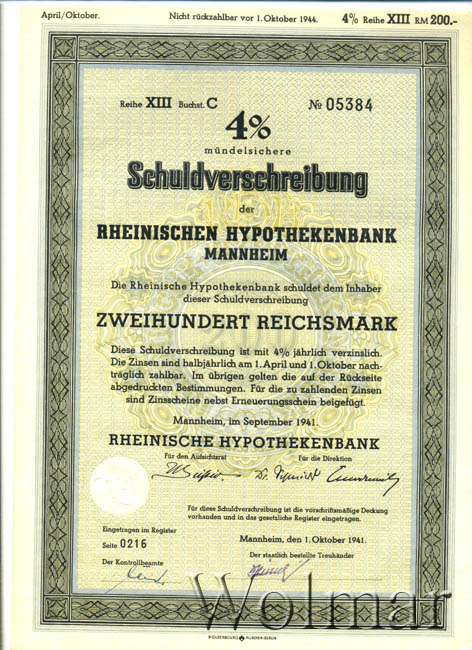 April/Oktober. Nicht rückzahlbar vor 1. Oktober 1944. 4% Reihe XIII RM 200.-
Reihe XIII Buchst. C № 05384
4%
mündelsichere
Schuldverschreibung
der
RHEINISCHEN HYPOTHEKENBANK
MANNHEIM
Die Rheinische Hypothekenbank schuldet dem Inhaber
dieser Schuldverschreibung
ZWEIHUNDERT REICHSMARK
Diese Schuldverschreibung ist mit 4% jährlich verzinslich.
Die Zinsen sind halbjährlich am 1. April und 1. Oktober nach-
träglich zahlbar. Im übrigen gelten die auf der Rückseite
abgedruckten Bestimmungen. Für die zu zahlenden Zinsen
sind Zinsscheine nebst Erneuerungsschein beigefügt.
Mannheim, im September 1941.
RHEINISCHE HYPOTHEKENBANK
Für den Aufsichtsrat Für die Direktion
Für diese Schuldverschreibung ist die vorschriftsmäßige Deckung
vorhanden und in das gesetzliche Register eingetragen.
Eingetragen im Register
Seite 0216 Mannheim, den 1. Oktober 1941.
Der Kontrollbeamte Der staatlich bestellte Treuhänder
Wolmar